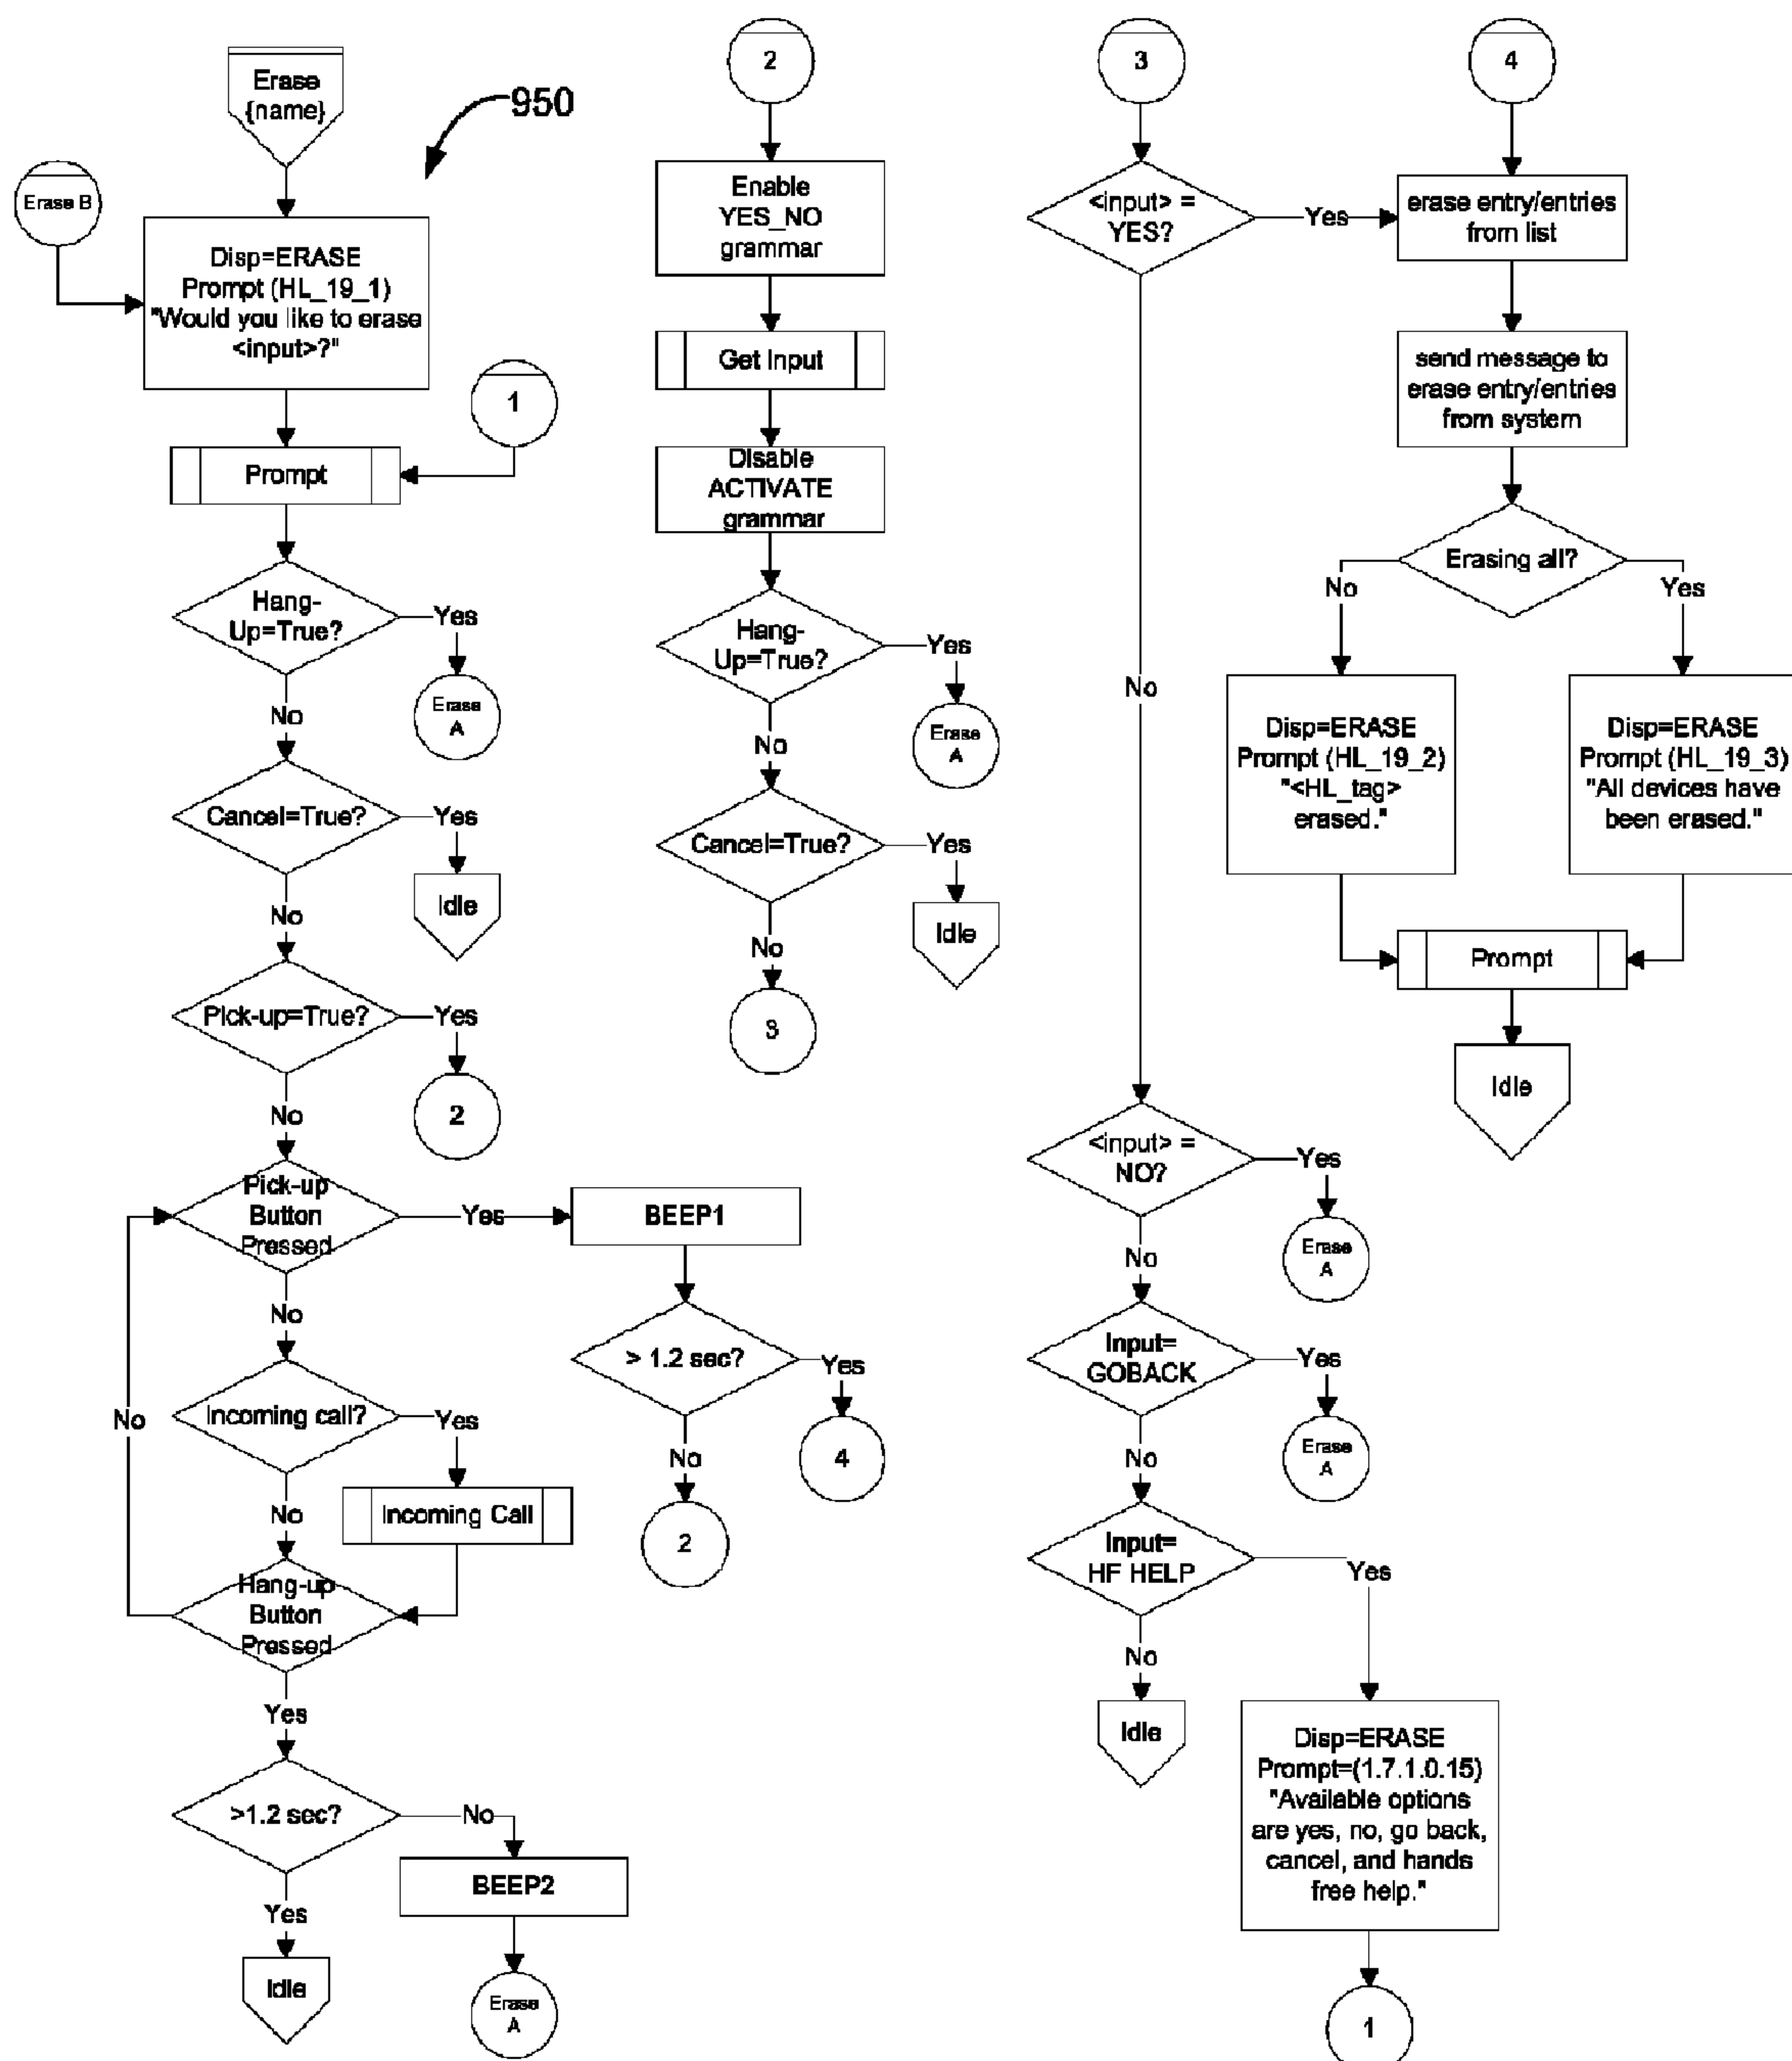 Erase
{name}
950
Erase B
Disp=ERASE
Prompt (HL_19_1)
"Would you like to erase
<input>?"
1
Prompt
Hang-
Up=True?
Yes
Erase
A
No
Cancel=True?
Yes
Idle
No
Pick-up=True?
Yes
2
No
Pick-up
Button
Pressed
Yes
BEEP1
No
> 1.2 sec?
Yes
4
No
2
Incoming call?
Yes
Incoming Call
No
No
Hang-up
Button
Pressed
Yes
>1.2 sec?
No
BEEP2
Erase
A
Yes
Idle
2
Enable
YES_NO
grammar
Get Input
Disable
ACTIVATE
grammar
Hang-
Up=True?
Yes
Erase
A
No
Cancel=True?
Yes
Idle
No
3
3
<input> =
YES?
Yes
No
<input> =
NO?
Yes
Erase
A
No
Input=
GOBACK
Yes
Erase
A
No
Input=
HF HELP
Yes
No
Idle
Disp=ERASE
Prompt=(1.7.1.0.15)
"Available options
are yes, no, go back,
cancel, and hands
free help."
1
4
erase entry/entries
from list
send message to
erase entry/entries
from system
Erasing all?
No
Yes
Disp=ERASE
Prompt (HL_19_2)
"<HL_tag>
erased."
Disp=ERASE
Prompt (HL_19_3)
"All devices have
been erased."
Prompt
Idle